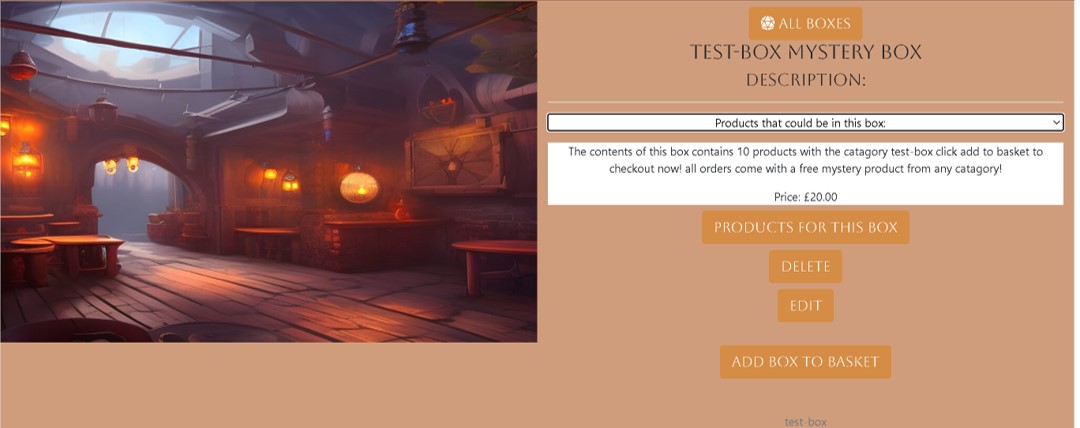 ALL BOXES
TEST-BOX MYSTERY BOX
DESCRIPTION:
Products that could be in this box:
The contents of this box contains 10 products with the catagory test-box click add to basket to
checkout now! all orders come with a free mystery product from any catagory!
Price: £20.00
PRODUCTS FOR THIS BOX
DELETE
EDIT
ADD BOX TO BASKET
test-box